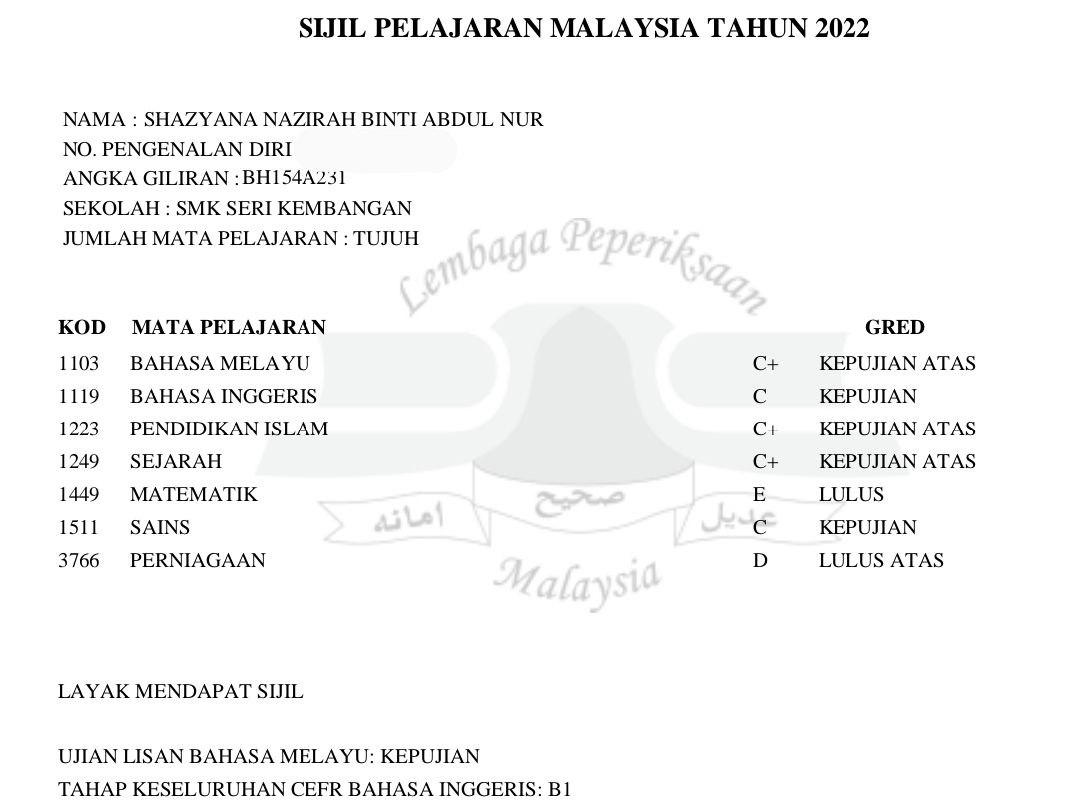 SIJIL PELAJARAN MALAYSIA TAHUN 2022
NAMA : SHAZYANA NAZIRAH BINTI ABDUL NUR
NO. PENGENALAN DIRI
ANGKA GILIRAN : BH154A231
SEKOLAH : SMK SERI KEMBANGAN
JUMLAH MATA PELAJARAN : TUJUH
Lembaga Peperiksaan
KOD MATA PELAJARAN GRED
1103 BAHASA MELAYU C+ KEPUJIAN ATAS
1119 BAHASA INGGERIS C KEPUJIAN
1223 PENDIDIKAN ISLAM C+ KEPUJIAN ATAS
1249 SEJARAH C+ KEPUJIAN ATAS
1449 MATEMATIK E LULUS
صحيح
امانه
عديل
1511 SAINS C KEPUJIAN
3766 PERNIAGAAN D LULUS ATAS
Malaysia
LAYAK MENDAPAT SIJIL
UJIAN LISAN BAHASA MELAYU: KEPUJIAN
TAHAP KESELURUHAN CEFR BAHASA INGGERIS: B1